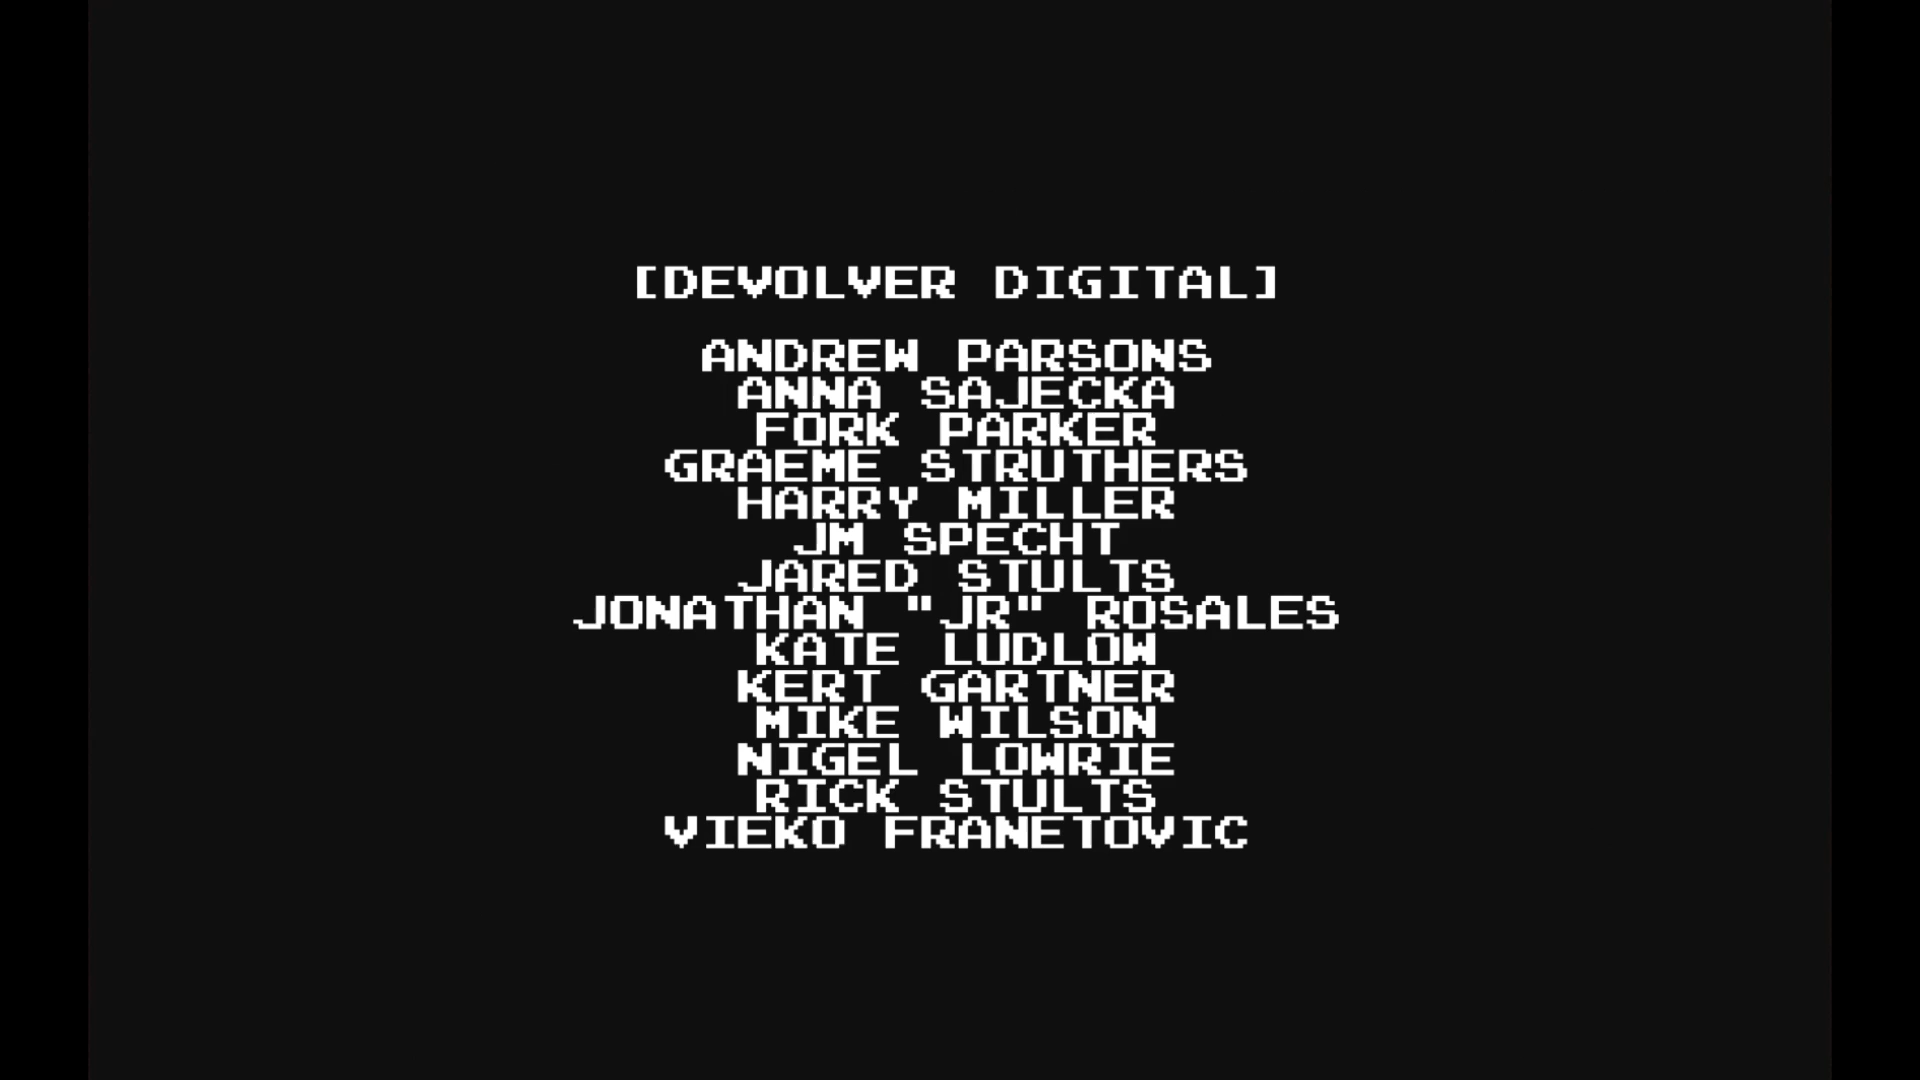 [DEVOLVER DIGITAL]
ANDREW PARSONS
ANNA SAJECKA
FORK PARKER
GRAEME STRUTHERS
HARRY MILLER
JM SPECHT
JARED STULTS
JONATHAN "JR" ROSALES
KATE LUDLOW
KERT GARTNER
MIKE WILSON
NIGEL LOWRIE
RICK STULTS
VIEKO FRANETOVIC